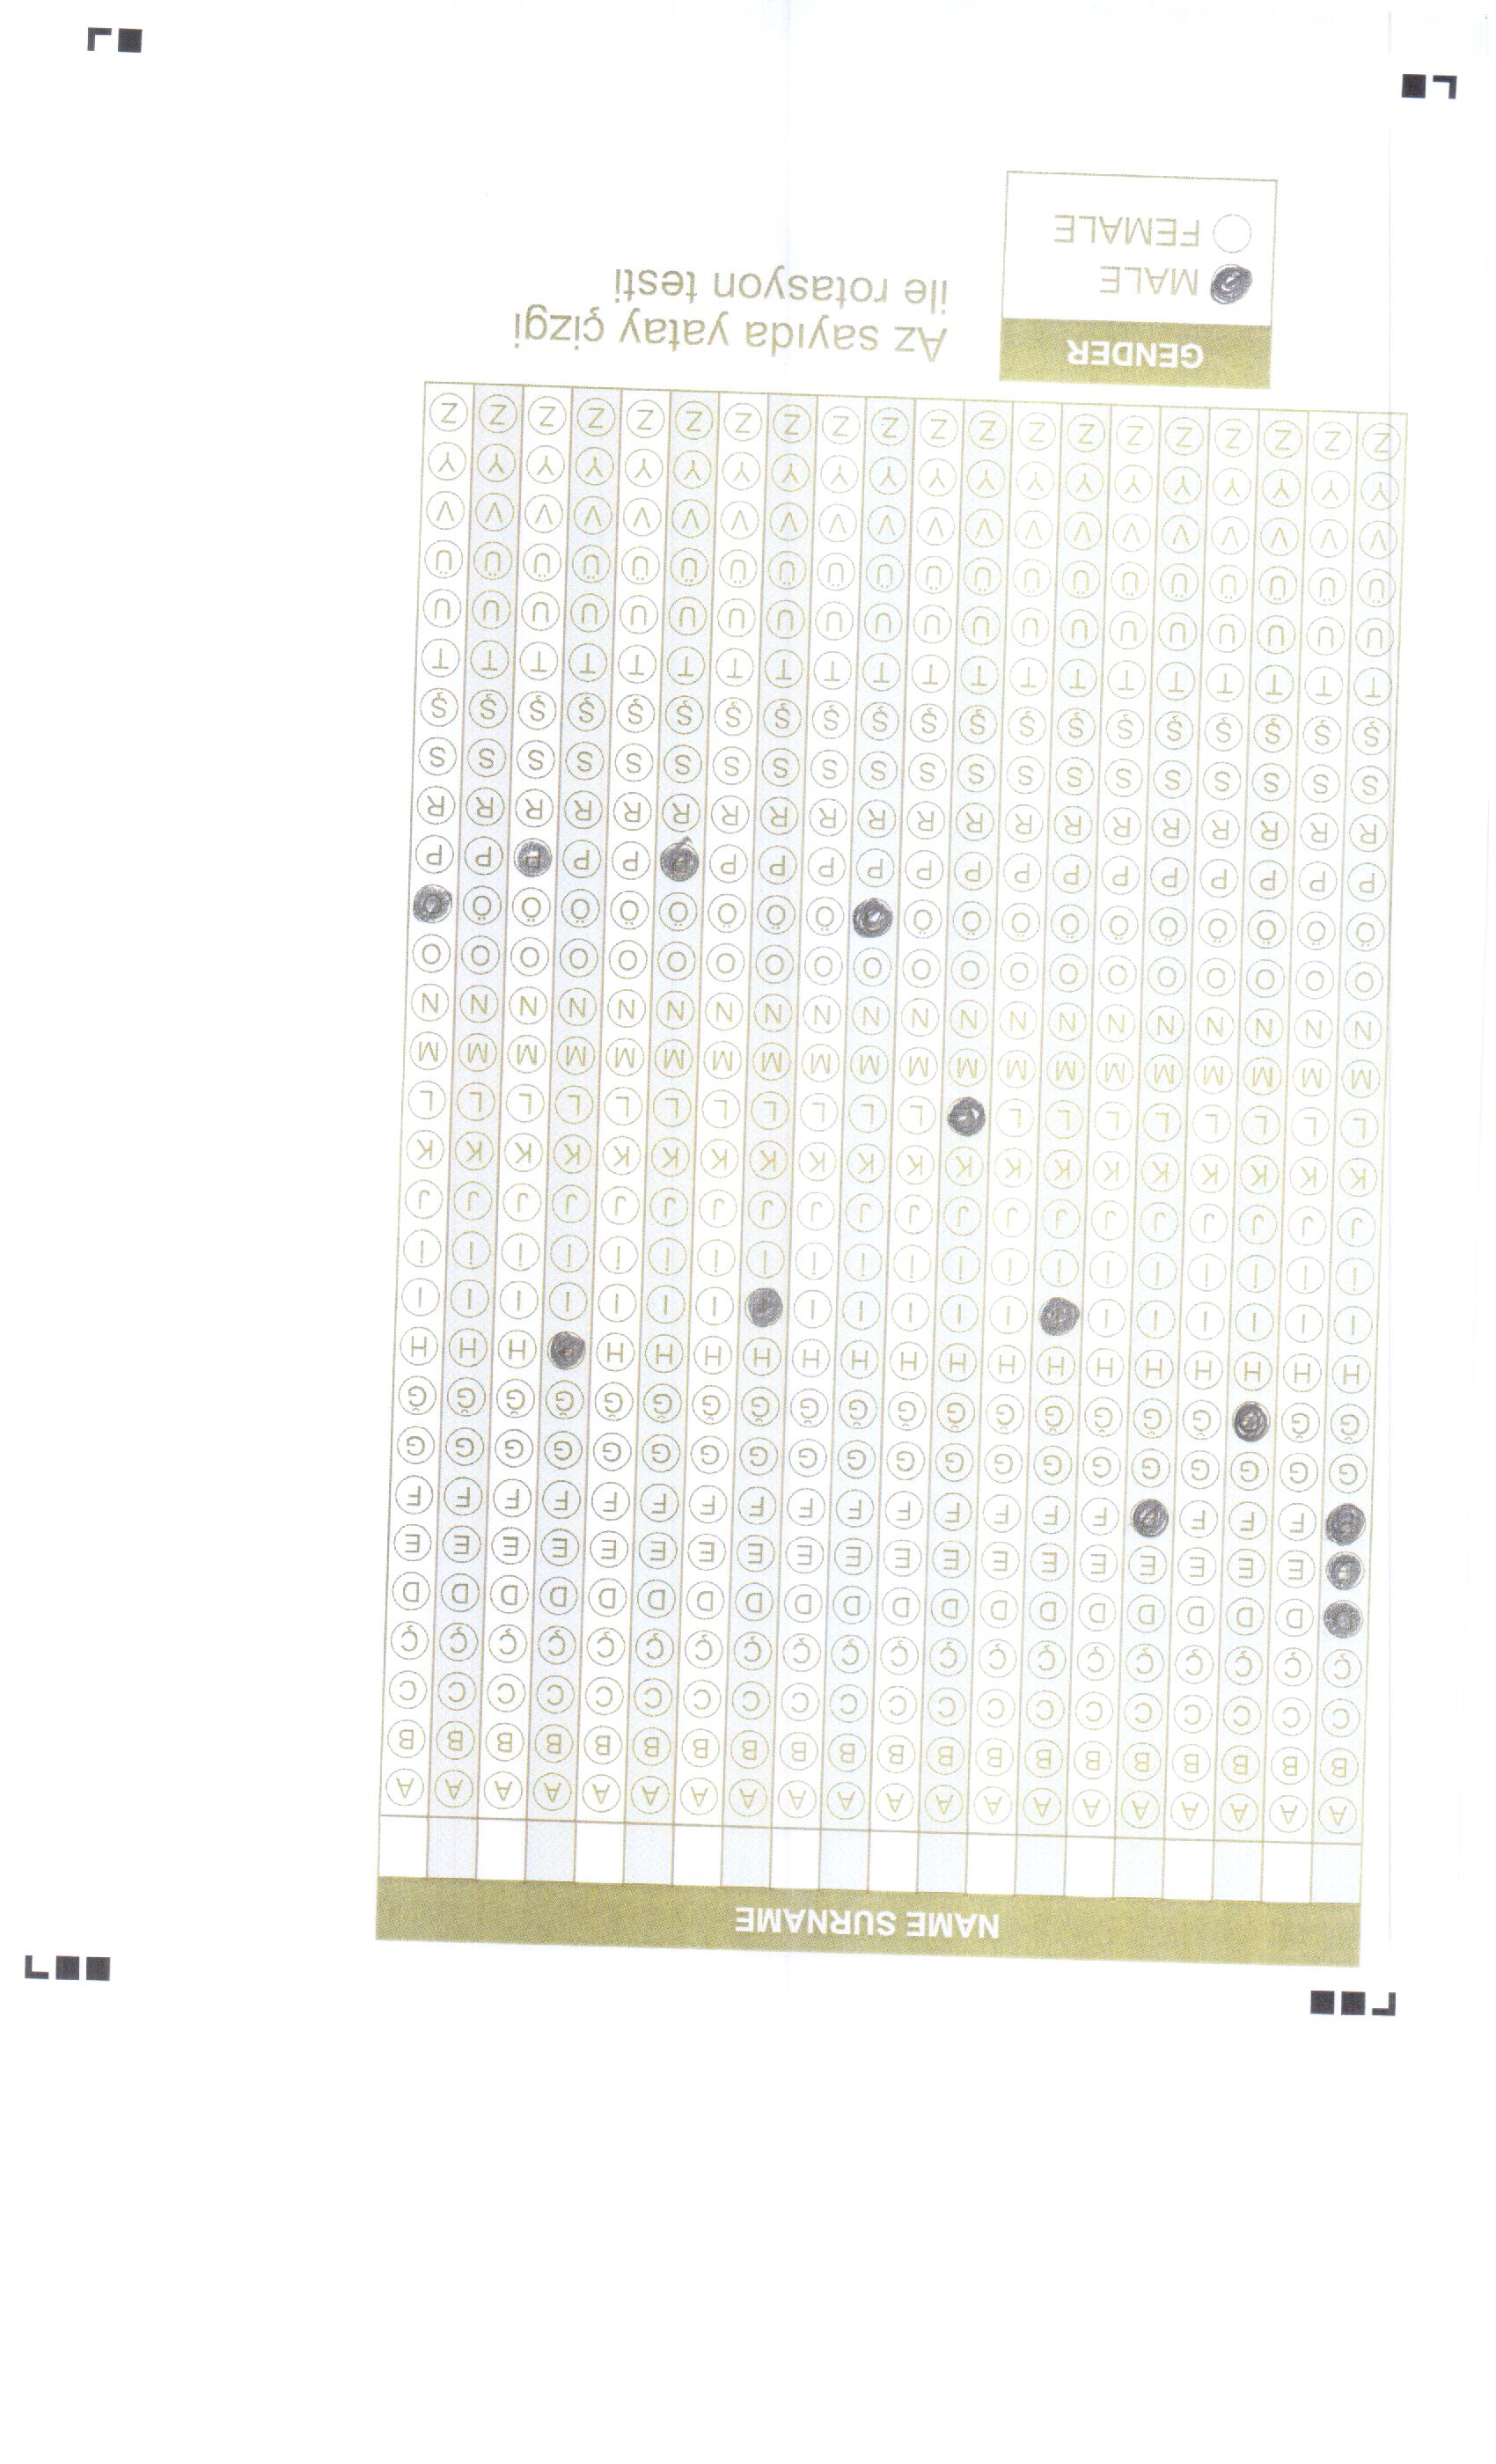 NAME SURNAME
A A A A A A A A A A A A A A A A A A A A
B B B B B B B B B B B B B B B B B B B B
C C C C C C C C C C C C C C C C C C C C
Ç Ç Ç Ç Ç Ç Ç Ç Ç Ç Ç Ç Ç Ç Ç Ç Ç Ç Ç Ç
D D D D D D D D D D D D D D D D D D D D
E E E E E E E E E E E E E E E E E E E
F F F F F F F F F F F F F F F F F F
G G G G G G G G G G G G G G G G G G G G
Ğ Ğ Ğ Ğ Ğ Ğ Ğ Ğ Ğ Ğ Ğ Ğ Ğ Ğ Ğ Ğ Ğ Ğ Ğ
H H H H H H H H H H H H H H H H H H H
I I I I I I I I I I I I I I I I I I
İ İ İ İ İ İ İ İ İ İ İ İ İ İ İ İ İ İ İ İ
J J J J J J J J J J J J J J J J J J J J
K K K K K K K K K K K K K K K K K K K K
L L L L L L L L L L L L L L L L L L L
M M M M M M M M M M M M M M M M M M M M
N N N N N N N N N N N N N N N N N N N N
O O O O O O O O O O O O O O O O O O O O
Ö Ö Ö Ö Ö Ö Ö Ö Ö Ö Ö Ö Ö Ö Ö Ö Ö Ö
P P P P P P P P P P P P P P P P P P P P
R R R R R R R R R R R R R R R R R R R R
S S S S S S S S S S S S S S S S S S S S
Ş Ş Ş Ş Ş Ş Ş Ş Ş Ş Ş Ş Ş Ş Ş Ş Ş Ş Ş Ş
T T T T T T T T T T T T T T T T T T T T
U U U U U U U U U U U U U U U U U U U U
Ü Ü Ü Ü Ü Ü Ü Ü Ü Ü Ü Ü Ü Ü Ü Ü Ü Ü Ü Ü
V V V V V V V V V V V V V V V V V V V V
Y Y Y Y Y Y Y Y Y Y Y Y Y Y Y Y Y Y Y Y
Z Z Z Z Z Z Z Z Z Z Z Z Z Z Z Z Z Z Z Z
GENDER
MALE
FEMALE
Az sayıda yatay çizgi
ile rotasyon testi